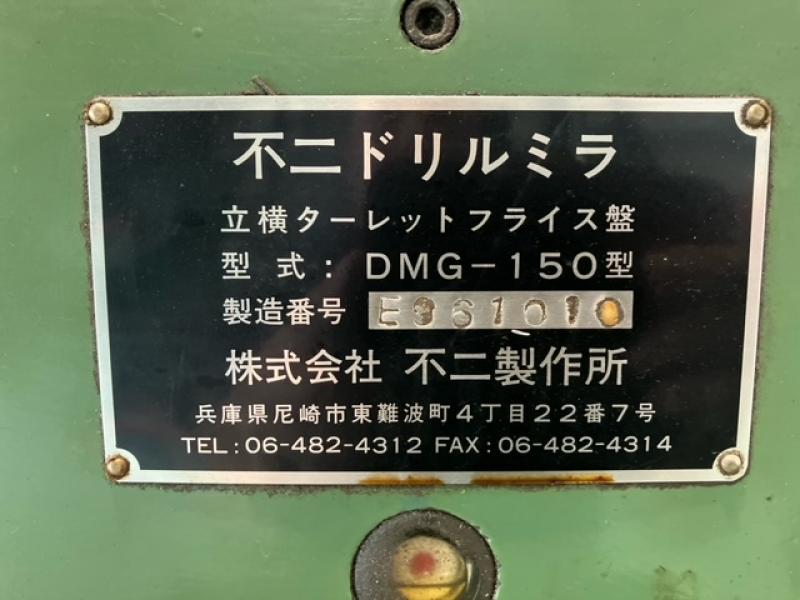 不二ドリルミラ
立横ターレットフライス盤
型式：DMG-150型
製造番号 E961010
株式会社 不二製作所
兵庫県尼崎市東難波町4丁目22番7号
TEL:06-482-4312 FAX:06-482-4314